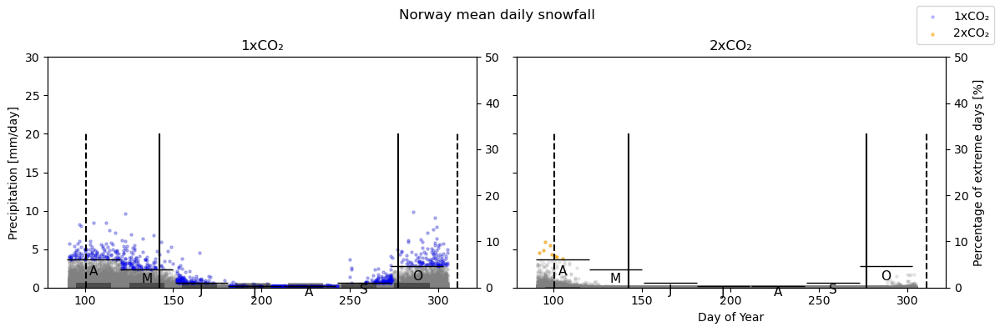 Norway mean daily snowfall
1xCO₂
2xCO₂
1xCO₂
2xCO₂
Precipitation [mm/day]
30
25
20
15
10
5
0
50
40
30
20
10
0
50
40
30
20
10
0
Percentage of extreme days [%]
A
M
J
J
A
S
O
A
M
J
J
A
S
O
100
150
200
250
300
100
150
200
250
300
Day of Year